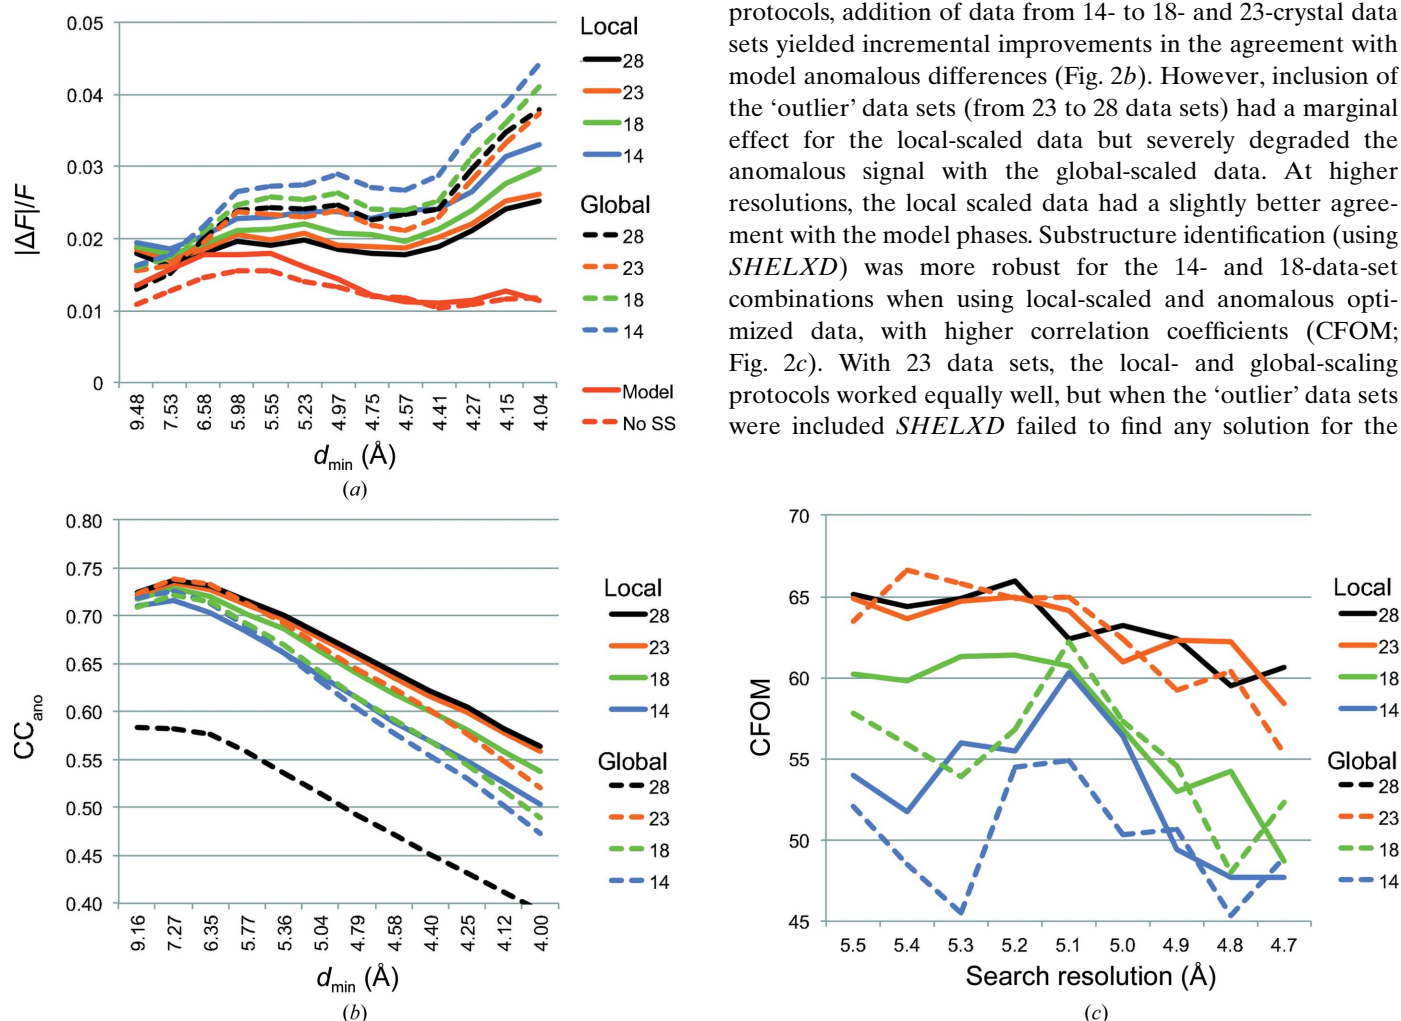 0.05
0.04
0.03
0.02
0.01
0
|ΔF|/F
9.48
7.53
6.58
5.98
5.55
5.23
4.97
4.75
4.57
4.41
4.27
4.15
4.04
dmin (Å)
(a)
Local
28
23
18
14
Global
28
23
18
14
Model
No SS
protocols, addition of data from 14- to 18- and 23-crystal data
sets yielded incremental improvements in the agreement with
model anomalous differences (Fig. 2b). However, inclusion of
the ‘outlier’ data sets (from 23 to 28 data sets) had a marginal
effect for the local-scaled data but severely degraded the
anomalous signal with the global-scaled data. At higher
resolutions, the local scaled data had a slightly better agree-
ment with the model phases. Substructure identification (using
SHELXD) was more robust for the 14- and 18-data-set
combinations when using local-scaled and anomalous opti-
mized data, with higher correlation coefficients (CFOM;
Fig. 2c). With 23 data sets, the local- and global-scaling
protocols worked equally well, but when the ‘outlier’ data sets
were included SHELXD failed to find any solution for the
0.80
0.75
0.70
0.65
0.60
0.55
0.50
0.45
0.40
CCano
9.16
7.27
6.35
5.77
5.36
5.04
4.79
4.58
4.40
4.25
4.12
4.00
dmin (Å)
(b)
Local
28
23
18
14
Global
28
23
18
14
70
65
60
55
50
45
CFOM
5.5
5.4
5.3
5.2
5.1
5.0
4.9
4.8
4.7
Search resolution (Å)
(c)
Local
28
23
18
14
Global
28
23
18
14